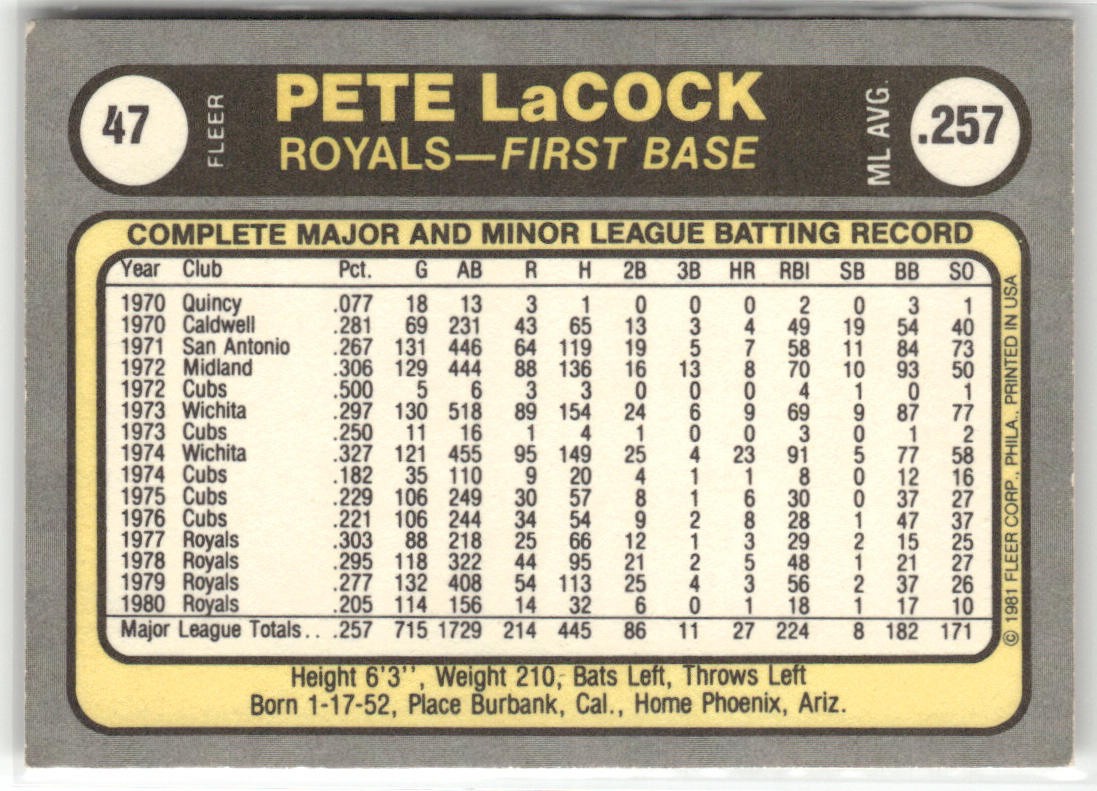 47 FLEER PETE LaCOCK ML AVG. .257
ROYALS—FIRST BASE
COMPLETE MAJOR AND MINOR LEAGUE BATTING RECORD
Year Club Pct. G AB R H 2B 3B HR RBI SB BB SO
1970 Quincy .077 18 13 3 1 0 0 0 2 0 3 1
1970 Caldwell .281 69 231 43 65 13 3 4 49 19 54 40
1971 San Antonio .267 131 446 64 119 19 5 7 58 11 84 73
1972 Midland .306 129 444 88 136 16 13 8 70 10 93 50
1972 Cubs .500 5 6 3 3 0 0 0 4 1 0 1
1973 Wichita .297 130 518 89 154 24 6 9 69 9 87 77
1973 Cubs .250 11 16 1 4 1 0 0 3 0 1 2
1974 Wichita .327 121 455 95 149 25 4 23 91 5 77 58
1974 Cubs .182 35 110 9 20 4 1 1 8 0 12 16
1975 Cubs .229 106 249 30 57 8 1 6 30 0 37 27
1976 Cubs .221 106 244 34 54 9 2 8 28 1 47 37
1977 Royals .303 88 218 25 66 12 1 3 29 2 15 25
1978 Royals .295 118 322 44 95 21 2 5 48 1 21 27
1979 Royals .277 132 408 54 113 25 4 3 56 2 37 26
1980 Royals .205 114 156 14 32 6 0 1 18 1 17 10
Major League Totals.. .257 715 1729 214 445 86 11 27 224 8 182 171
Height 6'3'', Weight 210, Bats Left, Throws Left
Born 1-17-52, Place Burbank, Cal., Home Phoenix, Ariz.
© 1981 FLEER CORP., PHILA., PRINTED IN USA